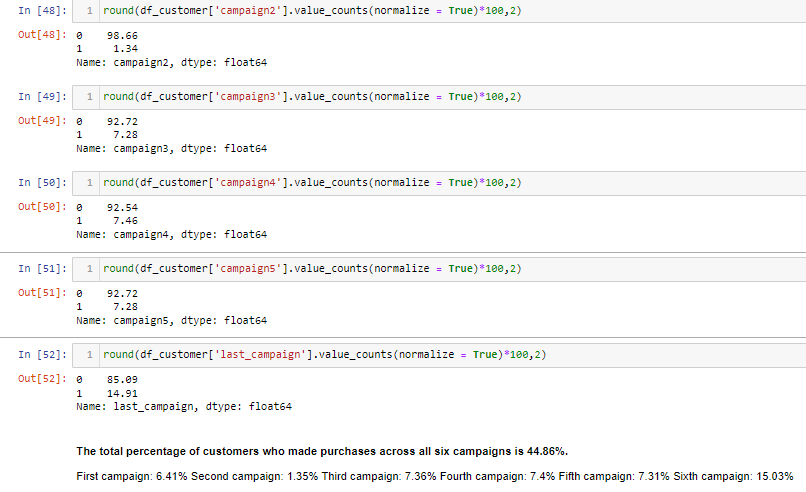 In [48]: 1 round(df_customer['campaign2'].value_counts(normalize = True)*100,2)
Out[48]: 0 98.66
1 1.34
Name: campaign2, dtype: float64
In [49]: 1 round(df_customer['campaign3'].value_counts(normalize = True)*100,2)
Out[49]: 0 92.72
1 7.28
Name: campaign3, dtype: float64
In [50]: 1 round(df_customer['campaign4'].value_counts(normalize = True)*100,2)
Out[50]: 0 92.54
1 7.46
Name: campaign4, dtype: float64
In [51]: 1 round(df_customer['campaign5'].value_counts(normalize = True)*100,2)
Out[51]: 0 92.72
1 7.28
Name: campaign5, dtype: float64
In [52]: 1 round(df_customer['last_campaign'].value_counts(normalize = True)*100,2)
Out[52]: 0 85.09
1 14.91
Name: last_campaign, dtype: float64
The total percentage of customers who made purchases across all six campaigns is 44.86%.
First campaign: 6.41% Second campaign: 1.35% Third campaign: 7.36% Fourth campaign: 7.4% Fifth campaign: 7.31% Sixth campaign: 15.03%